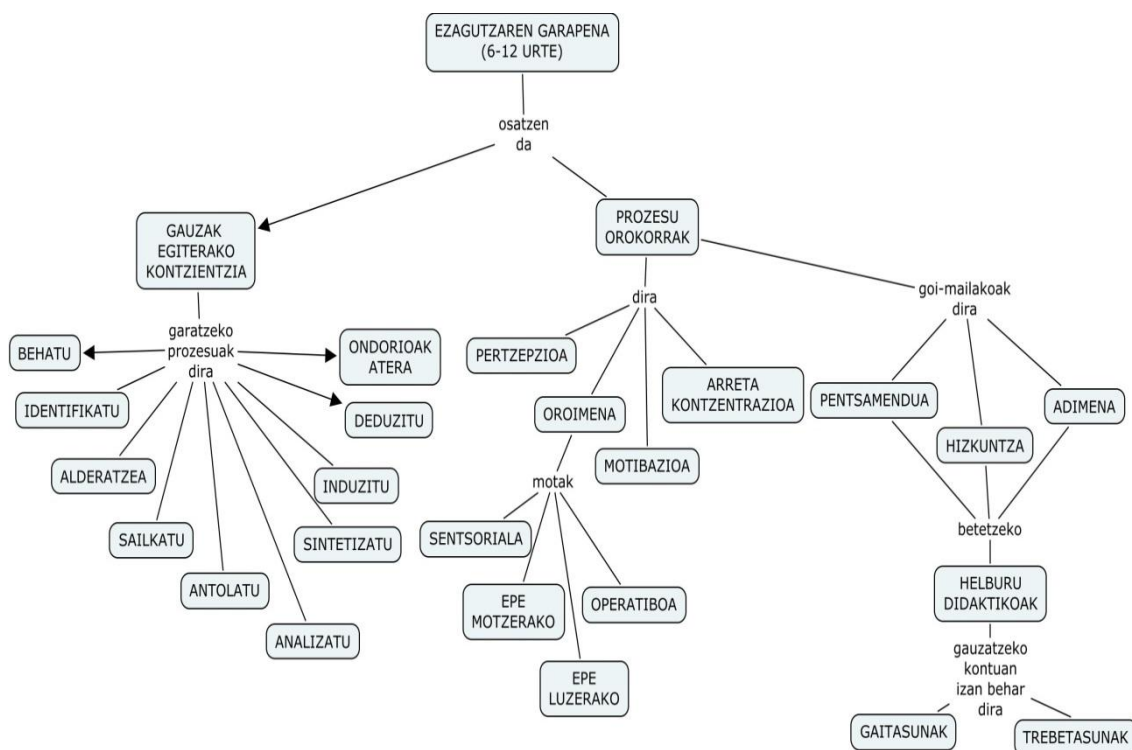 EZAGUTZAREN GARAPENA
(6-12 URTE)
osatzen
da
GAUZAK
EGITERAKO
KONTZIENTZIA
PROZESU
OROKORRAK
garatzeko
prozesuak
dira
BEHATU
IDENTIFIKATU
ALDERATZEA
SAILKATU
ANTOLATU
ANALIZATU
SINTETIZATU
INDUZITU
DEDUZITU
ONDORIOAK
ATERA
dira
PERTZEPZIOA
OROIMENA
MOTIBAZIOA
ARRETA
KONTZENTRAZIOA
motak
SENTSORIALA
EPE
MOTZERAKO
EPE
LUZERAKO
OPERATIBOA
goi-mailakoak
dira
PENTSAMENDUA
HIZKUNTZA
ADIMENA
betetzeko
HELBURU
DIDAKTIKOAK
gauzatzeko
kontuan
izan behar
dira
GAITASUNAK
TREBETASUNAK